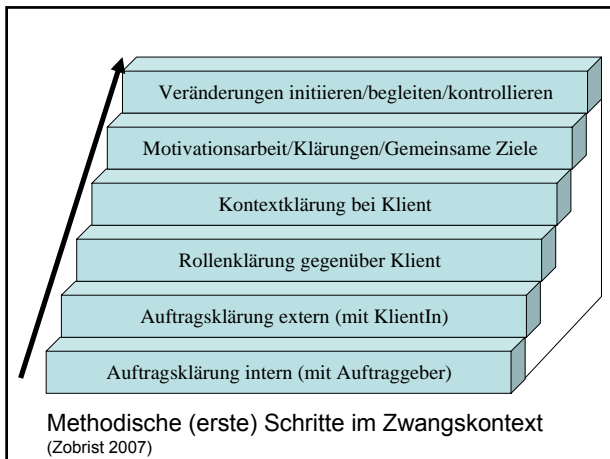 Veränderungen initiieren/begleiten/kontrollieren
Motivationsarbeit/Klärungen/Gemeinsame Ziele
Kontextklärung bei Klient
Rollenklärung gegenüber Klient
Auftragsklärung extern (mit KlientIn)
Auftragsklärung intern (mit Auftraggeber)
Methodische (erste) Schritte im Zwangskontext
(Zobrist 2007)